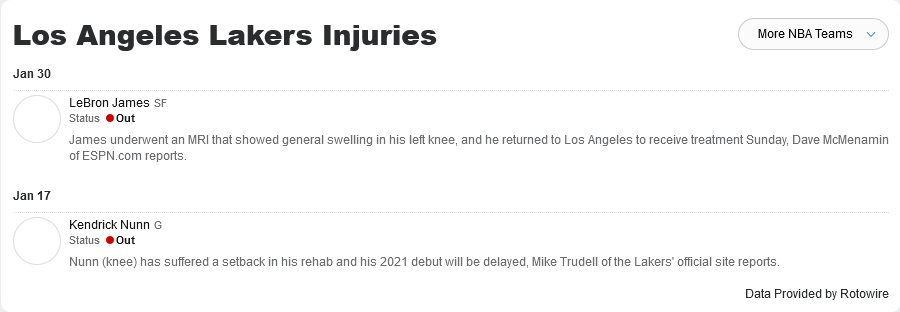 Los Angeles Lakers Injuries
More NBA Teams
Jan 30
LeBron James SF
Status Out
James underwent an MRI that showed general swelling in his left knee, and he returned to Los Angeles to receive treatment Sunday, Dave McMenamin
of ESPN.com reports.
Jan 17
Kendrick Nunn G
Status Out
Nunn (knee) has suffered a setback in his rehab and his 2021 debut will be delayed, Mike Trudell of the Lakers' official site reports.
Data Provided by Rotowire